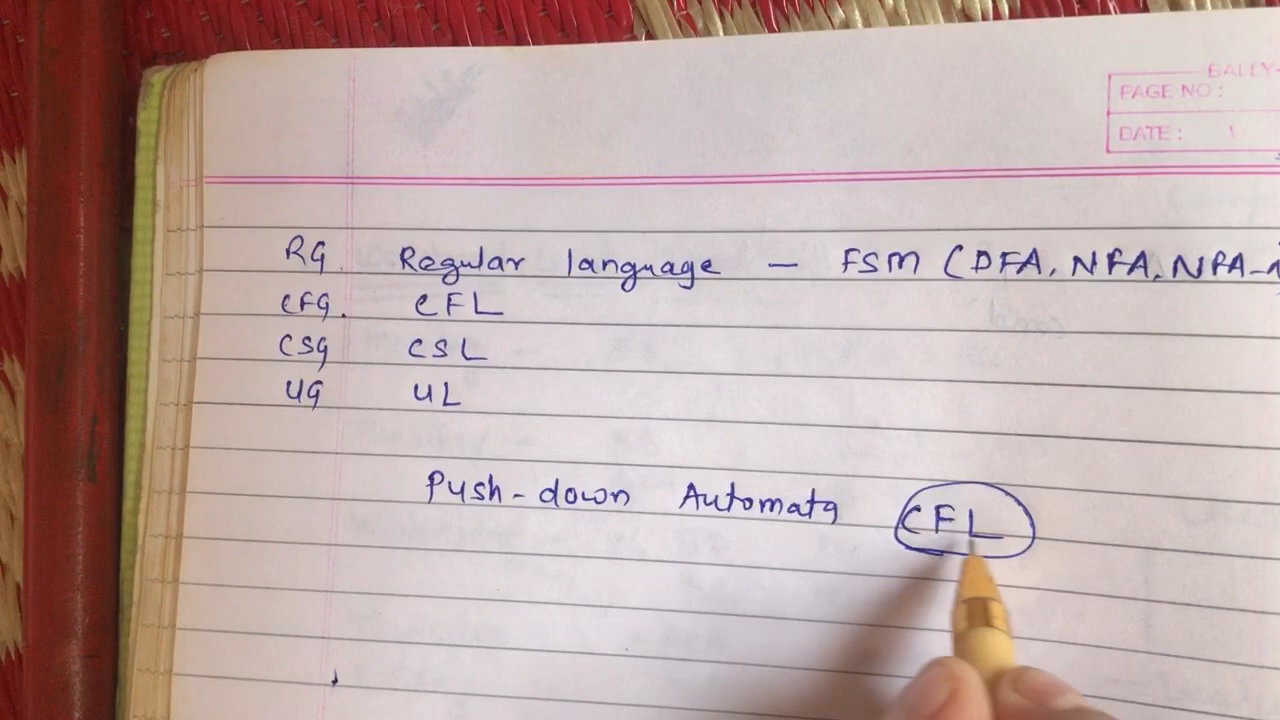 BALLY-
PAGE NO :
DATE :
RG. Regular language - FSM (DFA, NFA, NFA-
CFG. CFL
CSG CSL
UG UL
Push-down Automata CFL